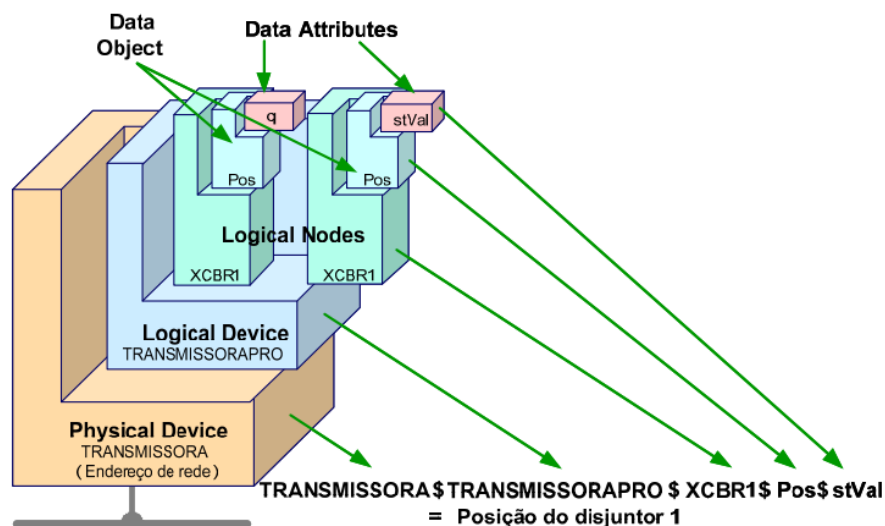 Data
Object
Data Attributes
q
stVal
Pos
Pos
Logical Nodes
XCBR1
XCBR1
Logical Device
TRANSMISSORAPRO
Physical Device
TRANSMISSORA
(Endereço de rede)
TRANSMISSORA$TRANSMISSORAPRO$ XCBR1$ Pos$stVal
= Posição do disjuntor 1